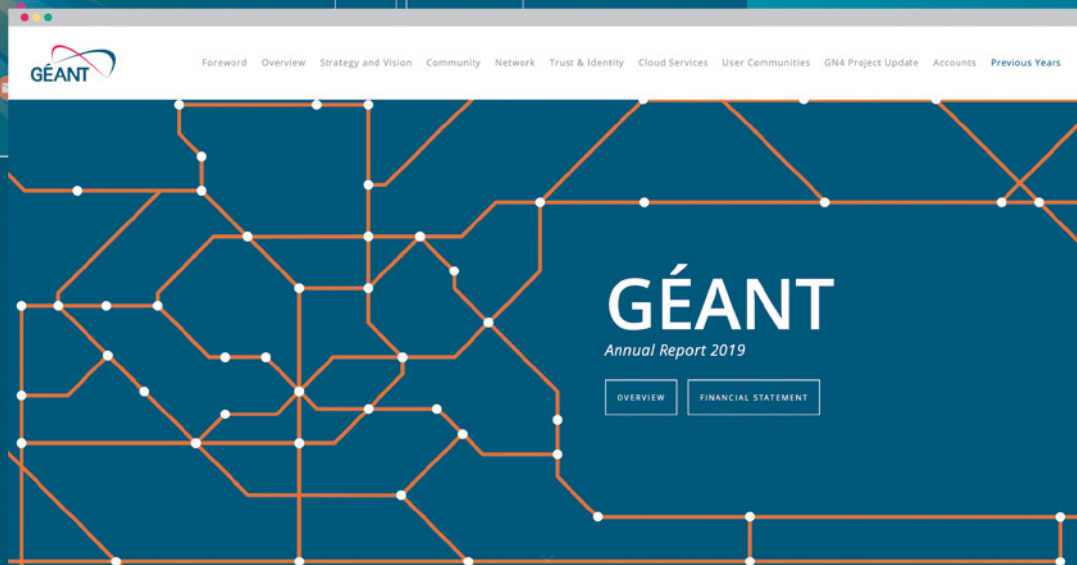 GÉANT
Foreword Overview Strategy and Vision Community Network Trust & Identity Cloud Services User Communities GN4 Project Update Accounts Previous Years
GÉANT
Annual Report 2019
OVERVIEW FINANCIAL STATEMENT